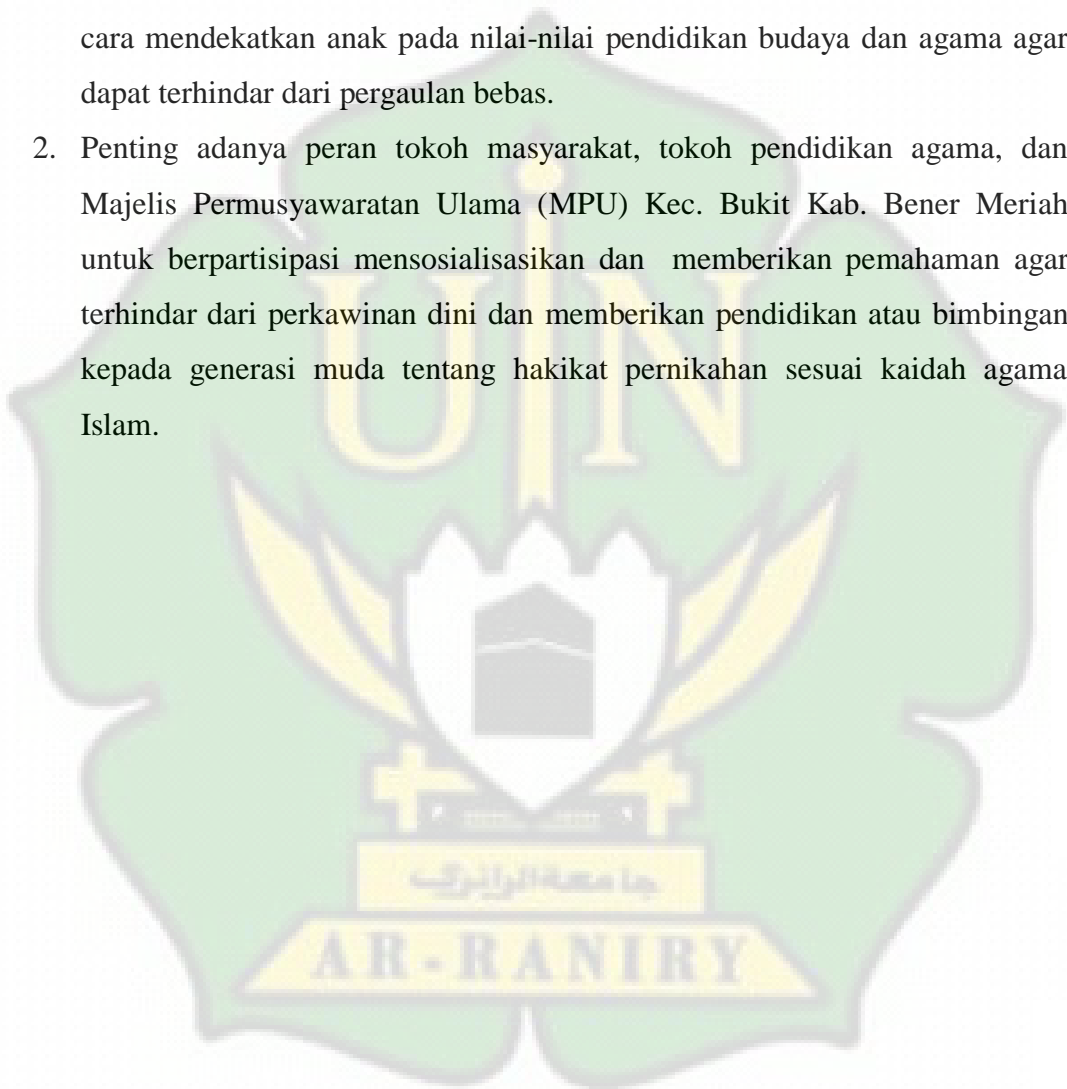 cara mendekatkan anak pada nilai-nilai pendidikan budaya dan agama agar
dapat terhindar dari pergaulan bebas.
2. Penting adanya peran tokoh masyarakat, tokoh pendidikan agama, dan
Majelis Permusyawaratan Ulama (MPU) Kec. Bukit Kab. Bener Meriah
untuk berpartisipasi mensosialisasikan dan memberikan pemahaman agar
terhindar dari perkawinan dini dan memberikan pendidikan atau bimbingan
kepada generasi muda tentang hakikat pernikahan sesuai kaidah agama
Islam.
UIN
جامعة الرانري
AR-RANIRY